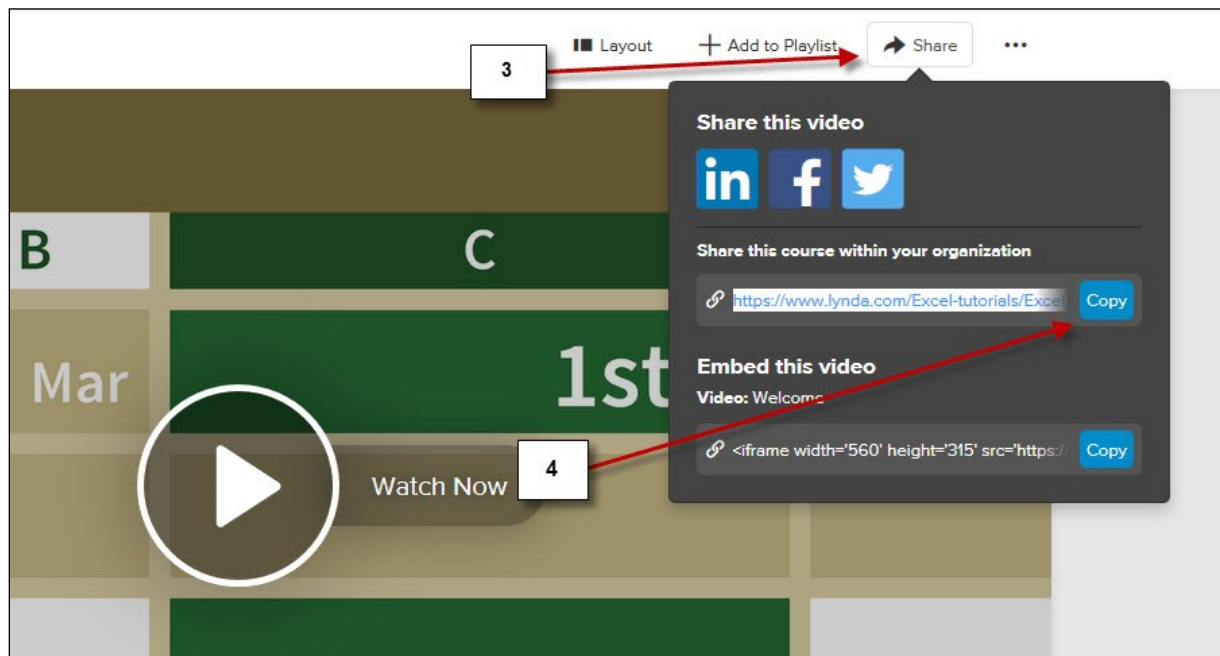 Layout
Add to Playlist
Share
•••
3
Share this video
in f
Share this course within your organization
https://www.lynda.com/Excel-tutorials/Excel
Copy
Embed this video
Video: Welcome
<iframe width='560' height='315' src='https:/
Copy
B
C
Mar
1st
Watch Now
4